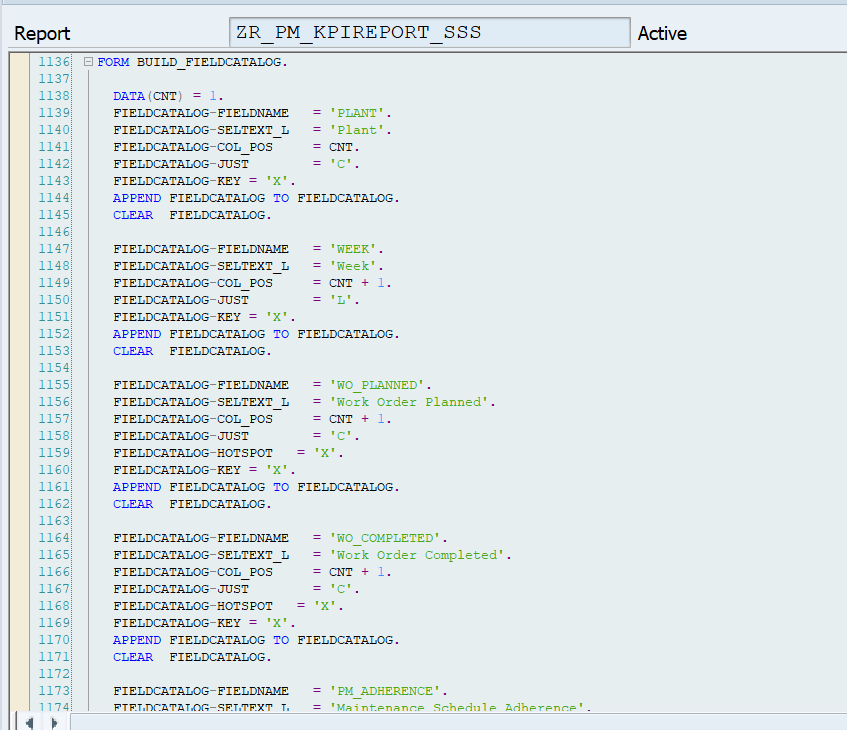 Report ZR_PM_KPIREPORT_SSS Active
1136 FORM BUILD_FIELDCATALOG.
1137
1138 DATA(CNT) = 1.
1139 FIELDCATALOG-FIELDNAME = 'PLANT'.
1140 FIELDCATALOG-SELTEXT_L = 'Plant'.
1141 FIELDCATALOG-COL_POS = CNT.
1142 FIELDCATALOG-JUST = 'C'.
1143 FIELDCATALOG-KEY = 'X'.
1144 APPEND FIELDCATALOG TO FIELDCATALOG.
1145 CLEAR FIELDCATALOG.
1146
1147 FIELDCATALOG-FIELDNAME = 'WEEK'.
1148 FIELDCATALOG-SELTEXT_L = 'Week'.
1149 FIELDCATALOG-COL_POS = CNT + 1.
1150 FIELDCATALOG-JUST = 'L'.
1151 FIELDCATALOG-KEY = 'X'.
1152 APPEND FIELDCATALOG TO FIELDCATALOG.
1153 CLEAR FIELDCATALOG.
1154
1155 FIELDCATALOG-FIELDNAME = 'WO_PLANNED'.
1156 FIELDCATALOG-SELTEXT_L = 'Work Order Planned'.
1157 FIELDCATALOG-COL_POS = CNT + 1.
1158 FIELDCATALOG-JUST = 'C'.
1159 FIELDCATALOG-HOTSPOT = 'X'.
1160 FIELDCATALOG-KEY = 'X'.
1161 APPEND FIELDCATALOG TO FIELDCATALOG.
1162 CLEAR FIELDCATALOG.
1163
1164 FIELDCATALOG-FIELDNAME = 'WO_COMPLETED'.
1165 FIELDCATALOG-SELTEXT_L = 'Work Order Completed'.
1166 FIELDCATALOG-COL_POS = CNT + 1.
1167 FIELDCATALOG-JUST = 'C'.
1168 FIELDCATALOG-HOTSPOT = 'X'.
1169 FIELDCATALOG-KEY = 'X'.
1170 APPEND FIELDCATALOG TO FIELDCATALOG.
1171 CLEAR FIELDCATALOG.
1172
1173 FIELDCATALOG-FIELDNAME = 'PM_ADHERENCE'.
1174 FIELDCATALOG-SELTEXT_L = 'Maintenance Schedule Adherence'.